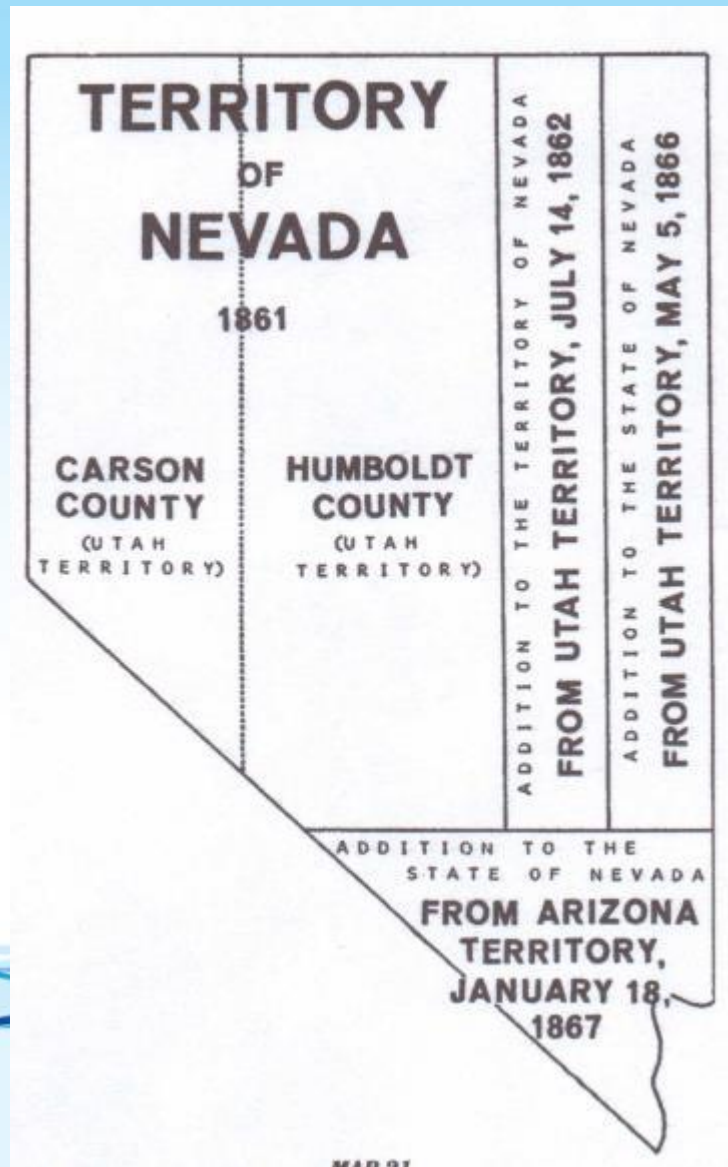 TERRITORY
OF
NEVADA
1861
CARSON
COUNTY
(UTAH
TERRITORY)
HUMBOLDT
COUNTY
(UTAH
TERRITORY)
ADDITION TO THE TERRITORY OF NEVADA
FROM UTAH TERRITORY, JULY 14, 1862
ADDITION TO THE STATE OF NEVADA
FROM UTAH TERRITORY, MAY 5, 1866
ADDITION TO THE
STATE OF NEVADA
FROM ARIZONA
TERRITORY,
JANUARY 18,
1867